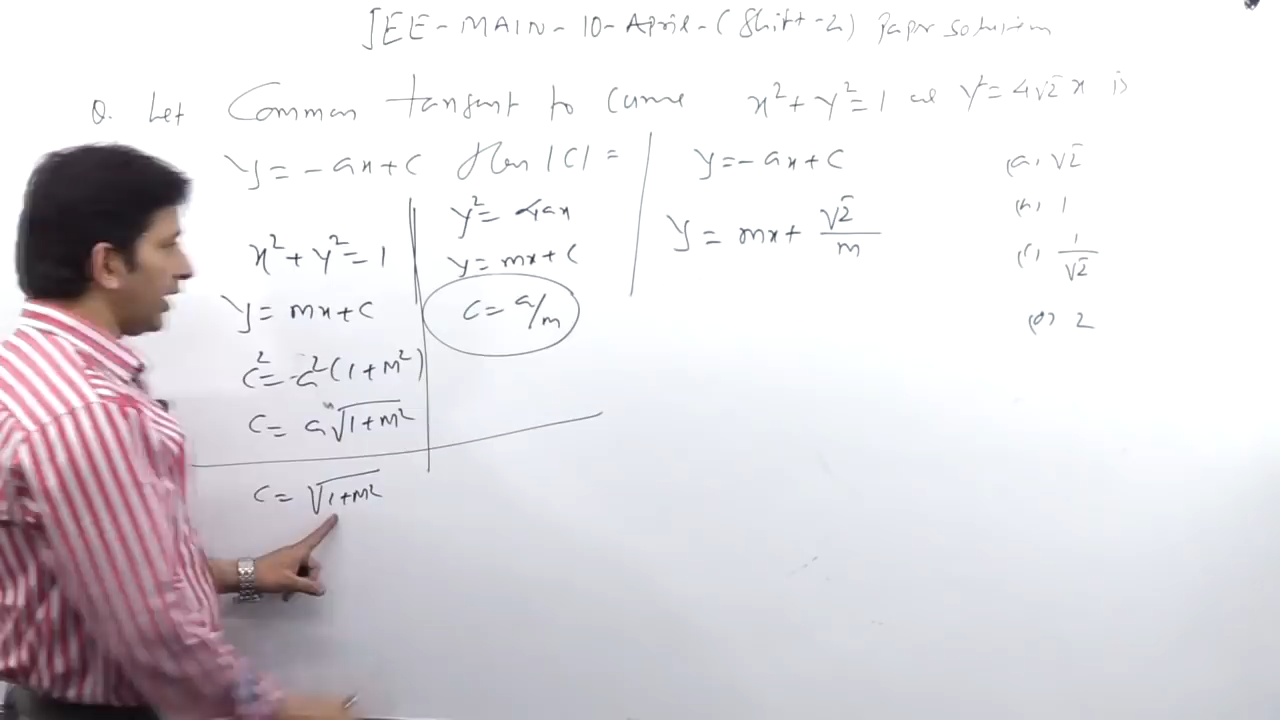 JEE-MAIN-10-April-(Shift-2) Paper solution
Q. Let Common tangent to curve x²+y²=1 and y²=4√2x is
y=-ax+c then |c|=
x²+y²=1
y=mx+c
c²=a²(1+m²)
c=a√1+m²
c=√1+m²
y²=4ax
y=mx+c
c=a/m
y=-ax+c
y=mx+√2/m
(a) √2
(b) 1
(c) 1/√2
(d) 2